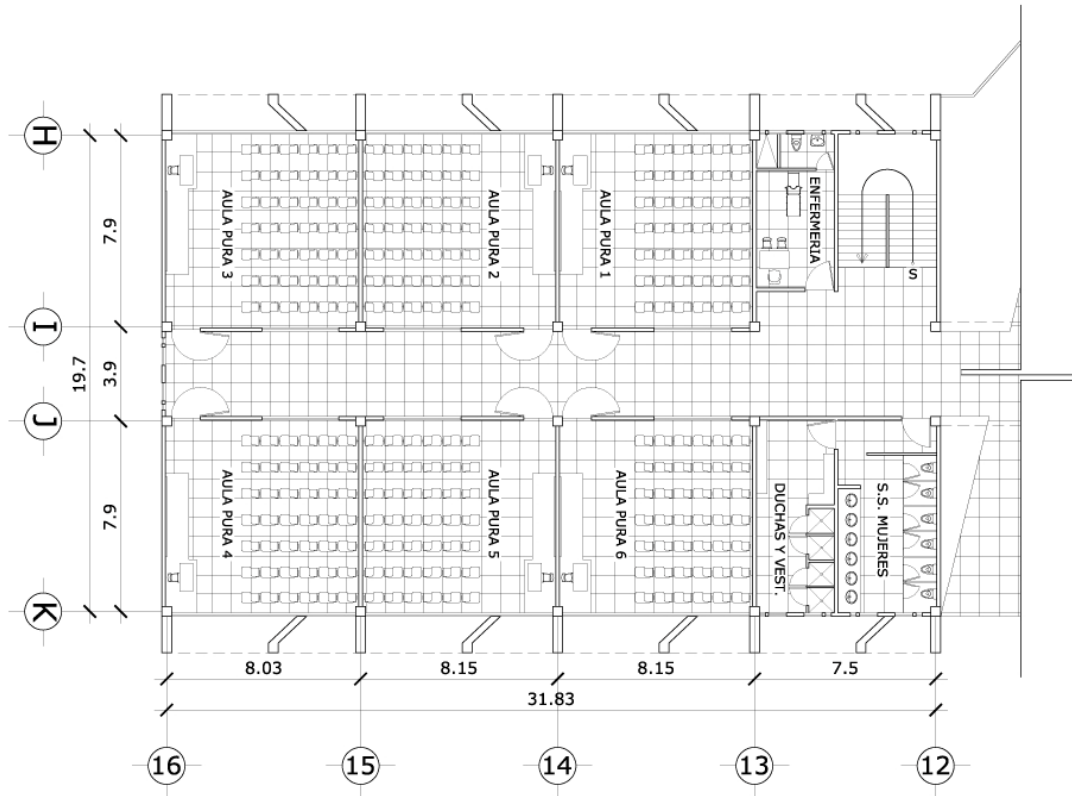 H
I
J
K
7.9
3.9
7.9
19.7
AULA PURA 3
AULA PURA 2
AULA PURA 1
ENFERMERIA
S
AULA PURA 4
AULA PURA 5
AULA PURA 6
DUCHAS Y VEST.
S.S. MUJERES
8.03
8.15
8.15
7.5
31.83
16
15
14
13
12